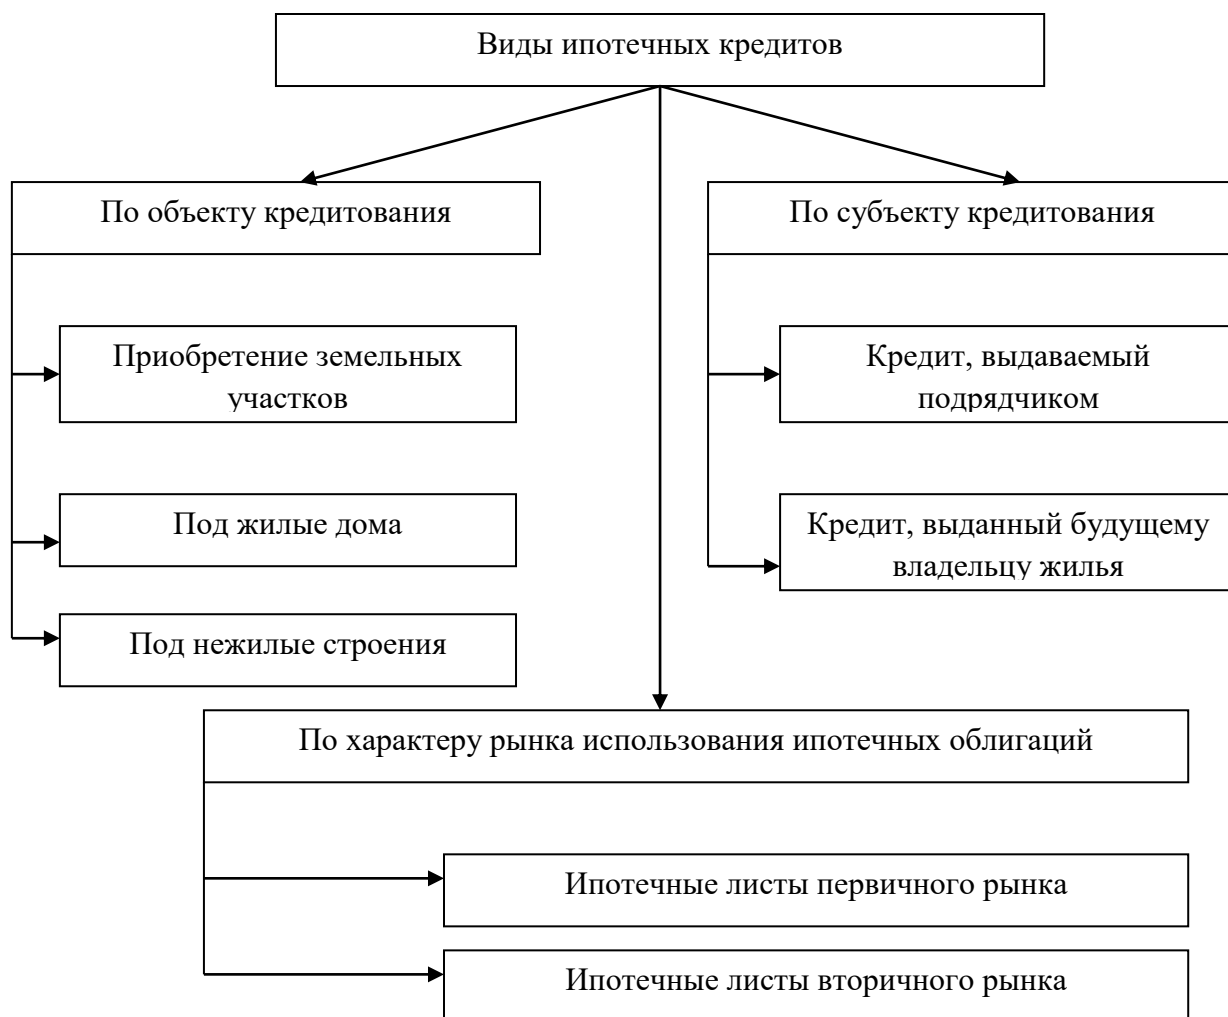 Виды ипотечных кредитов
По объекту кредитования
По субъекту кредитования
Приобретение земельных
участков
Кредит, выдаваемый
подрядчиком
Под жилые дома
Кредит, выданный будущему
владельцу жилья
Под нежилые строения
По характеру рынка использования ипотечных облигаций
Ипотечные листы первичного рынка
Ипотечные листы вторичного рынка